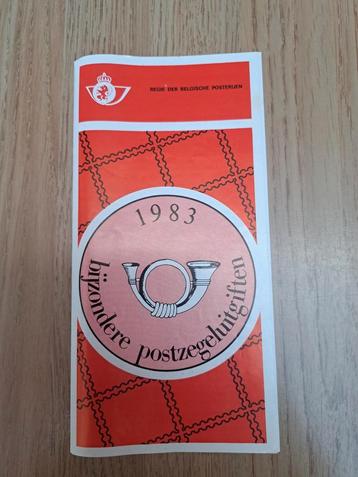 REGIE DER BELGISCHE POSTERIJEN
1983
bijzondere postzegeluitgiften